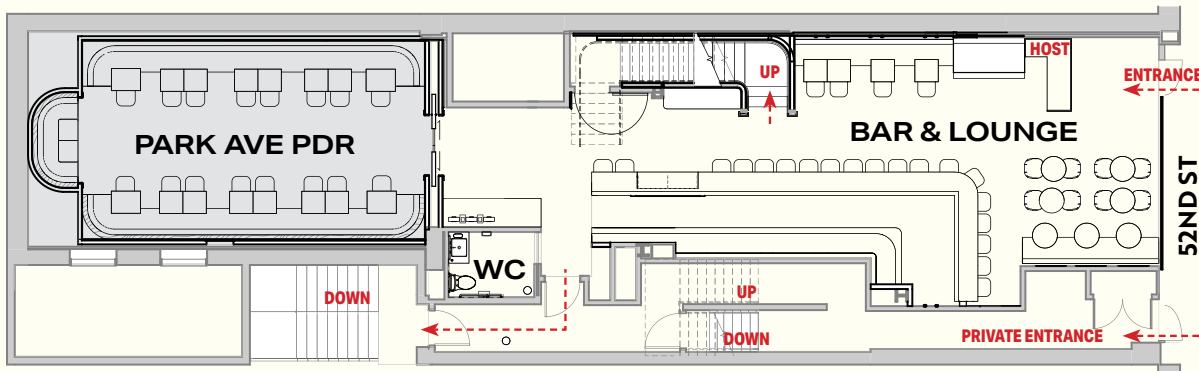 HOST
UP
ENTRANCE
BAR & LOUNGE
PARK AVE PDR
52ND ST
WC
DOWN
UP
DOWN
PRIVATE ENTRANCE